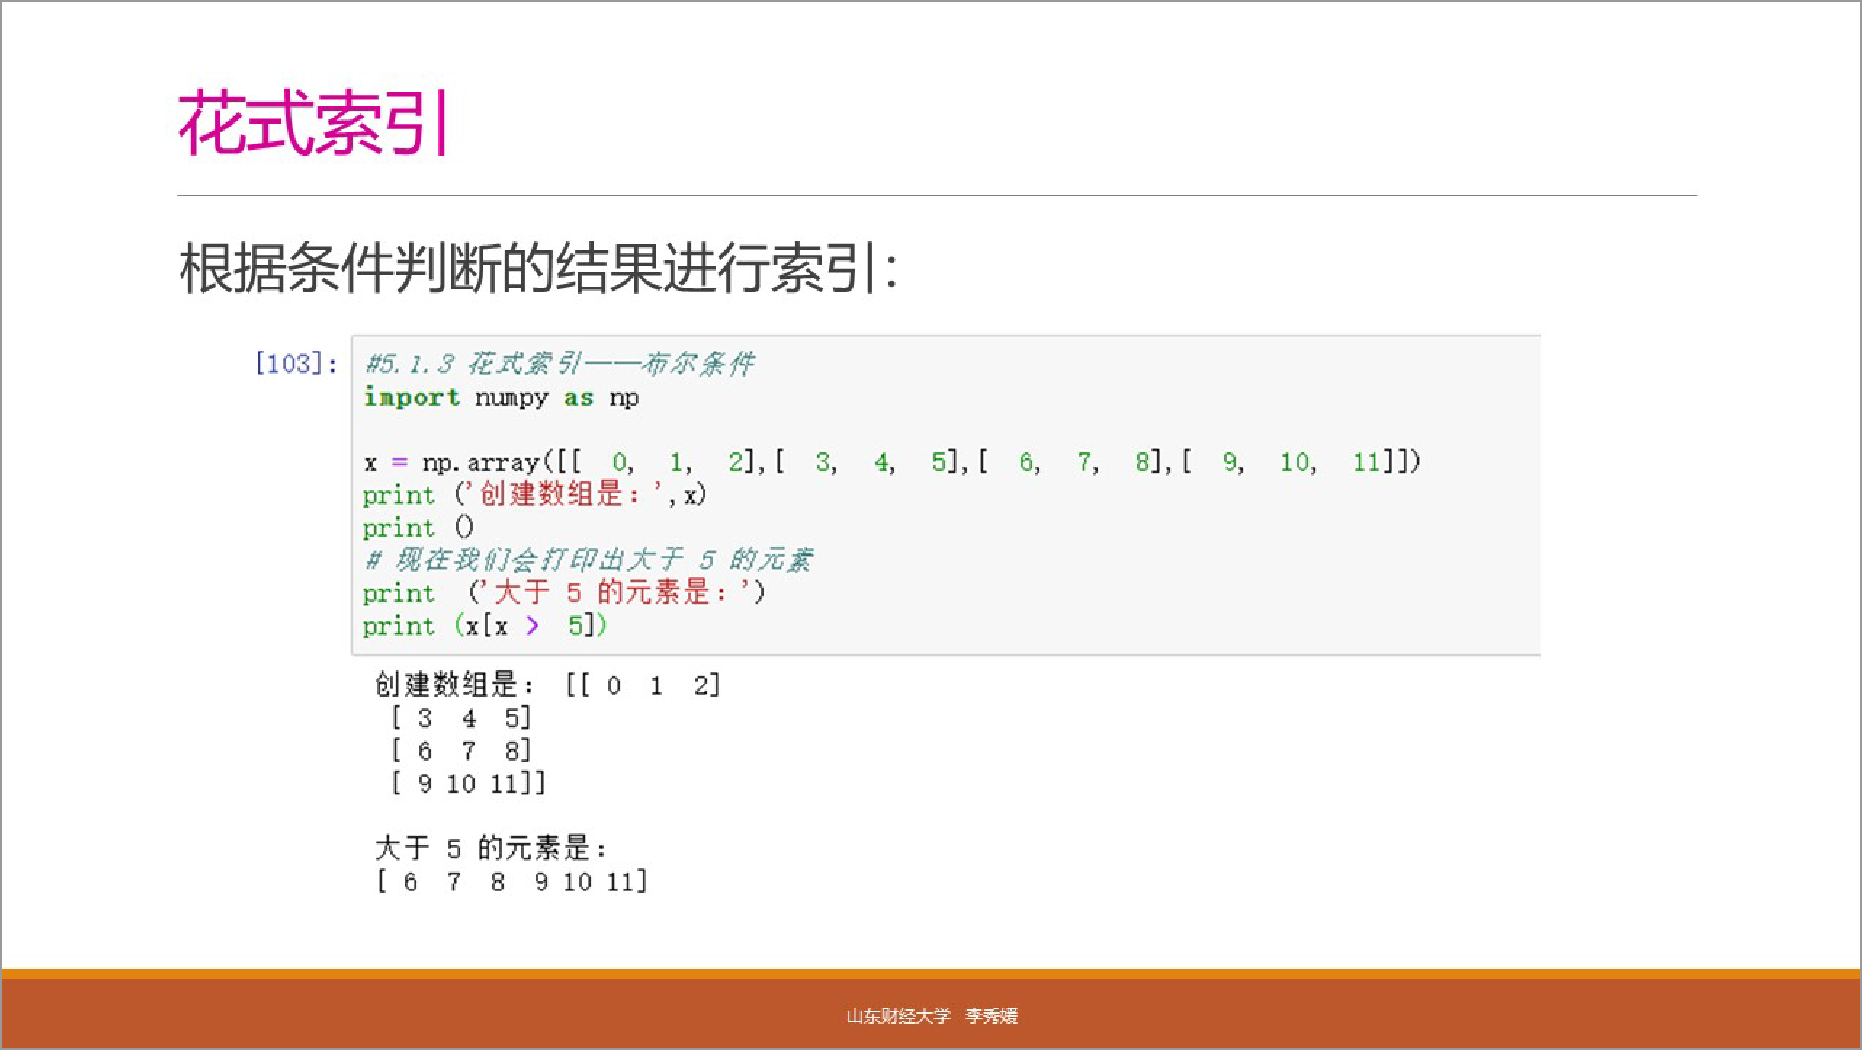 花式索引
根据条件判断的结果进行索引：
[103]: #5.1.3 花式索引——布尔条件
import numpy as np
x = np.array([[  0,  1,  2],[  3,  4,  5],[  6,  7,  8],[  9,  10,  11]])
print ('创建数组是：',x)
print ()
# 现在我们会打印出大于 5 的元素
print  ('大于 5 的元素是：')
print (x[x >  5])
创建数组是： [[ 0  1  2]
[ 3  4  5]
[ 6  7  8]
[ 9 10 11]]
大于 5 的元素是：
[ 6  7  8  9 10 11]
山东财经大学 李秀媛